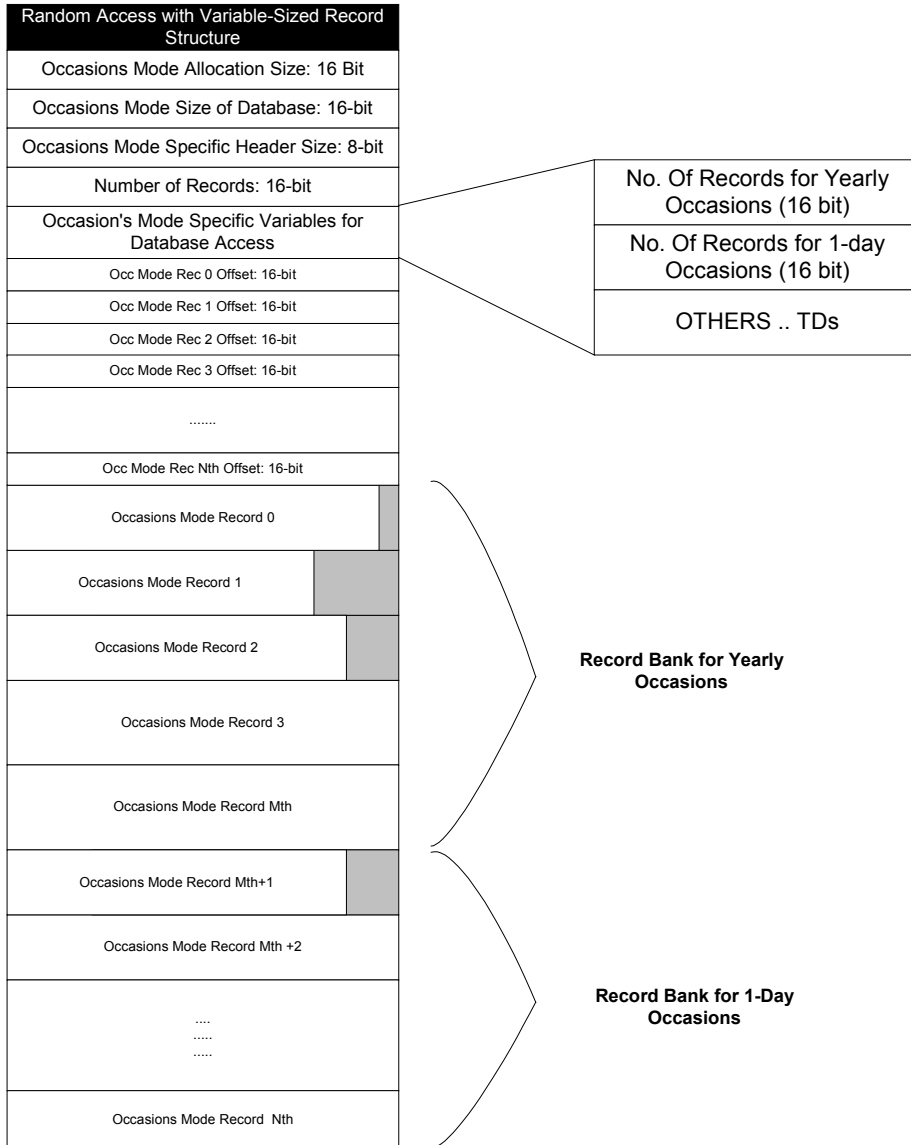 Random Access with Variable-Sized Record
Structure
Occasions Mode Allocation Size: 16 Bit
Occasions Mode Size of Database: 16-bit
Occasions Mode Specific Header Size: 8-bit
Number of Records: 16-bit
Occasion's Mode Specific Variables for
Database Access
No. Of Records for Yearly
Occasions (16 bit)
No. Of Records for 1-day
Occasions (16 bit)
OTHERS .. TDs
Occ Mode Rec 0 Offset: 16-bit
Occ Mode Rec 1 Offset: 16-bit
Occ Mode Rec 2 Offset: 16-bit
Occ Mode Rec 3 Offset: 16-bit
.......
Occ Mode Rec Nth Offset: 16-bit
Occasions Mode Record 0
Occasions Mode Record 1
Occasions Mode Record 2
Occasions Mode Record 3
Occasions Mode Record Mth
Record Bank for Yearly
Occasions
Occasions Mode Record Mth+1
Occasions Mode Record Mth +2
....
.....
.....
Occasions Mode Record  Nth
Record Bank for 1-Day
Occasions